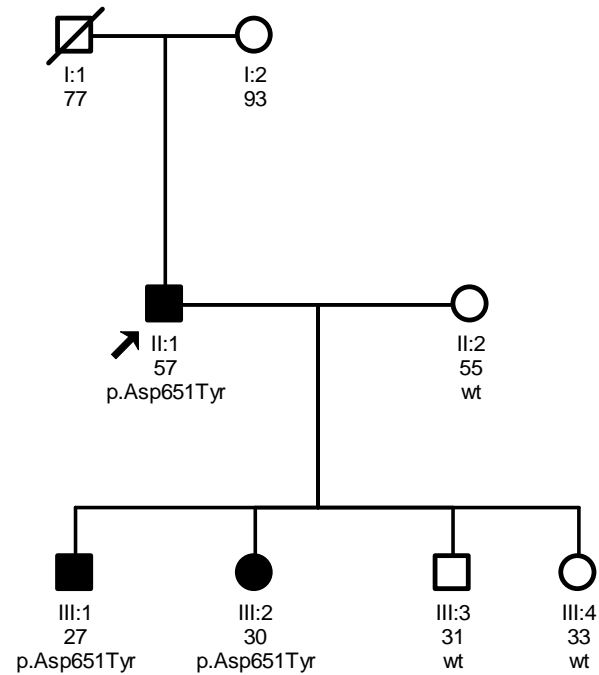 I:1
77
I:2
93
II:1
57
p.Asp651Tyr
II:2
55
wt
III:1
27
p.Asp651Tyr
III:2
30
p.Asp651Tyr
III:3
31
wt
III:4
33
wt